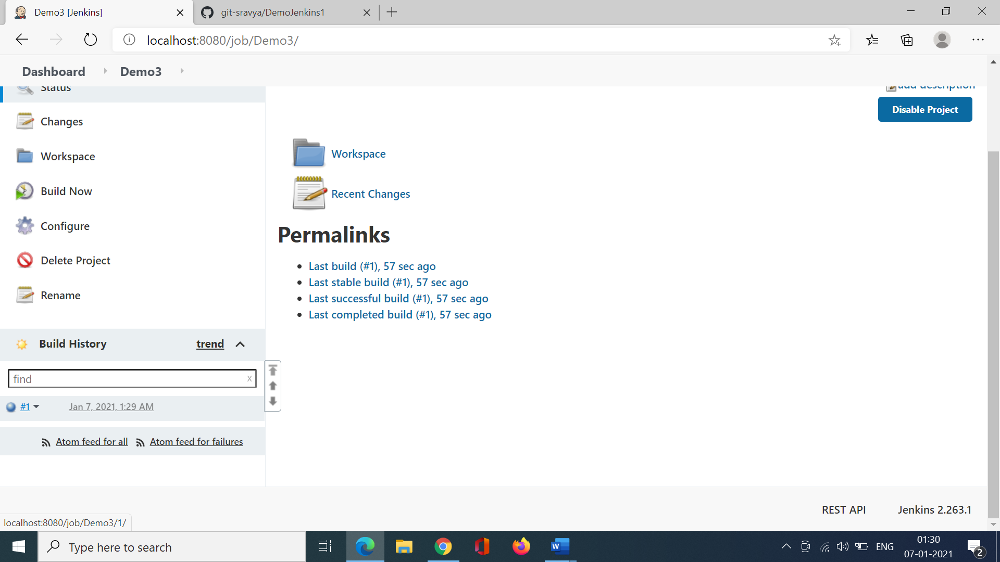 Demo3 [Jenkins]
git-sravya/DemoJenkins1
localhost:8080/job/Demo3/
Dashboard Demo3
Status
add description
Disable Project
Changes
Workspace
Build Now
Configure
Delete Project
Rename
Workspace
Recent Changes
Permalinks
Last build (#1), 57 sec ago
Last stable build (#1), 57 sec ago
Last successful build (#1), 57 sec ago
Last completed build (#1), 57 sec ago
Build History trend
find x
#1 Jan 7, 2021, 1:29 AM
Atom feed for all Atom feed for failures
REST API Jenkins 2.263.1
localhost:8080/job/Demo3/1/
Type here to search
W
ENG
01:30
07-01-2021
2